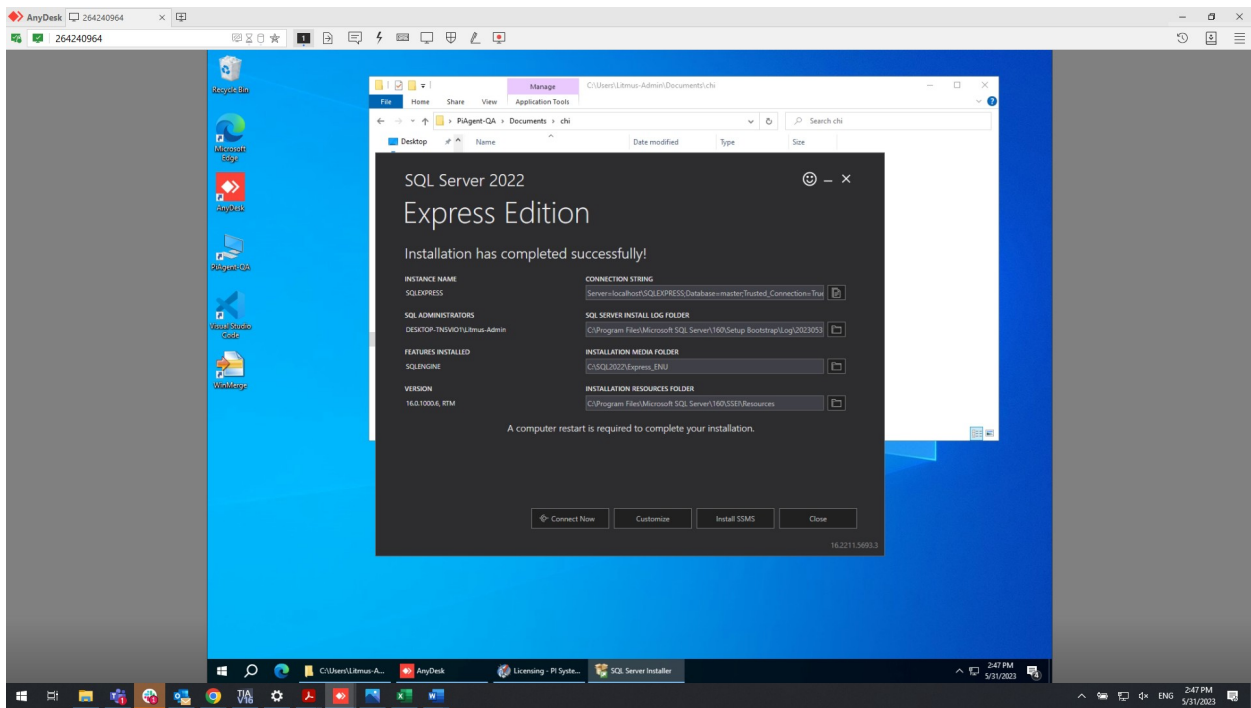 AnyDesk 264240964
264240964 1
Recycle Bin
Microsoft
Edge
AnyDesk
PiAgent-QA
Visual Studio
Code
WinMerge
Manage C:\Users\Litmus-Admin\Documents\chi
File Home Share View Application Tools
PiAgent-QA › Documents › chi Search chi
Desktop Name Date modified Type Size
SQL Server 2022
Express Edition
Installation has completed successfully!
INSTANCE NAME CONNECTION STRING
SQLEXPRESS Server=localhost\SQLEXPRESS;Database=master;Trusted_Connection=True
SQL ADMINISTRATORS SQL SERVER INSTALL LOG FOLDER
DESKTOP-TNSVIO1\Litmus-Admin C:\Program Files\Microsoft SQL Server\160\Setup Bootstrap\Log\2023053
FEATURES INSTALLED INSTALLATION MEDIA FOLDER
SQLENGINE C:\SQL2022\Express_ENU
VERSION INSTALLATION RESOURCES FOLDER
16.0.1000.6, RTM C:\Program Files\Microsoft SQL Server\160\SSEI\Resources
A computer restart is required to complete your installation.
Connect Now Customize Install SSMS Close
16.2211.5693.3
C:\Users\Litmus-A... AnyDesk Licensing - PI Syste... SQL Server Installer 2:47 PM
5/31/2023
TIA
V16
ENG 2:47 PM
5/31/2023